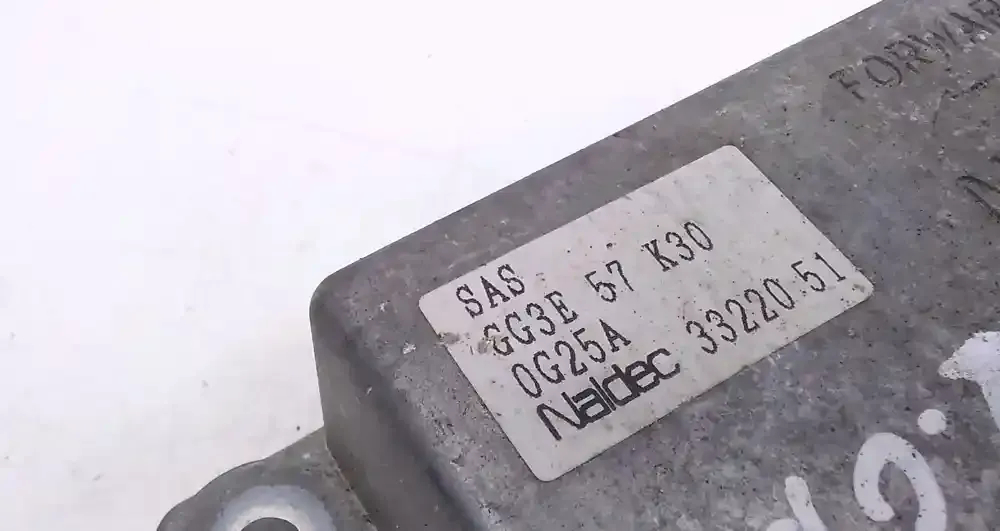 SAS
GG3E 57 K30
0G25A 33220 51
Naldec